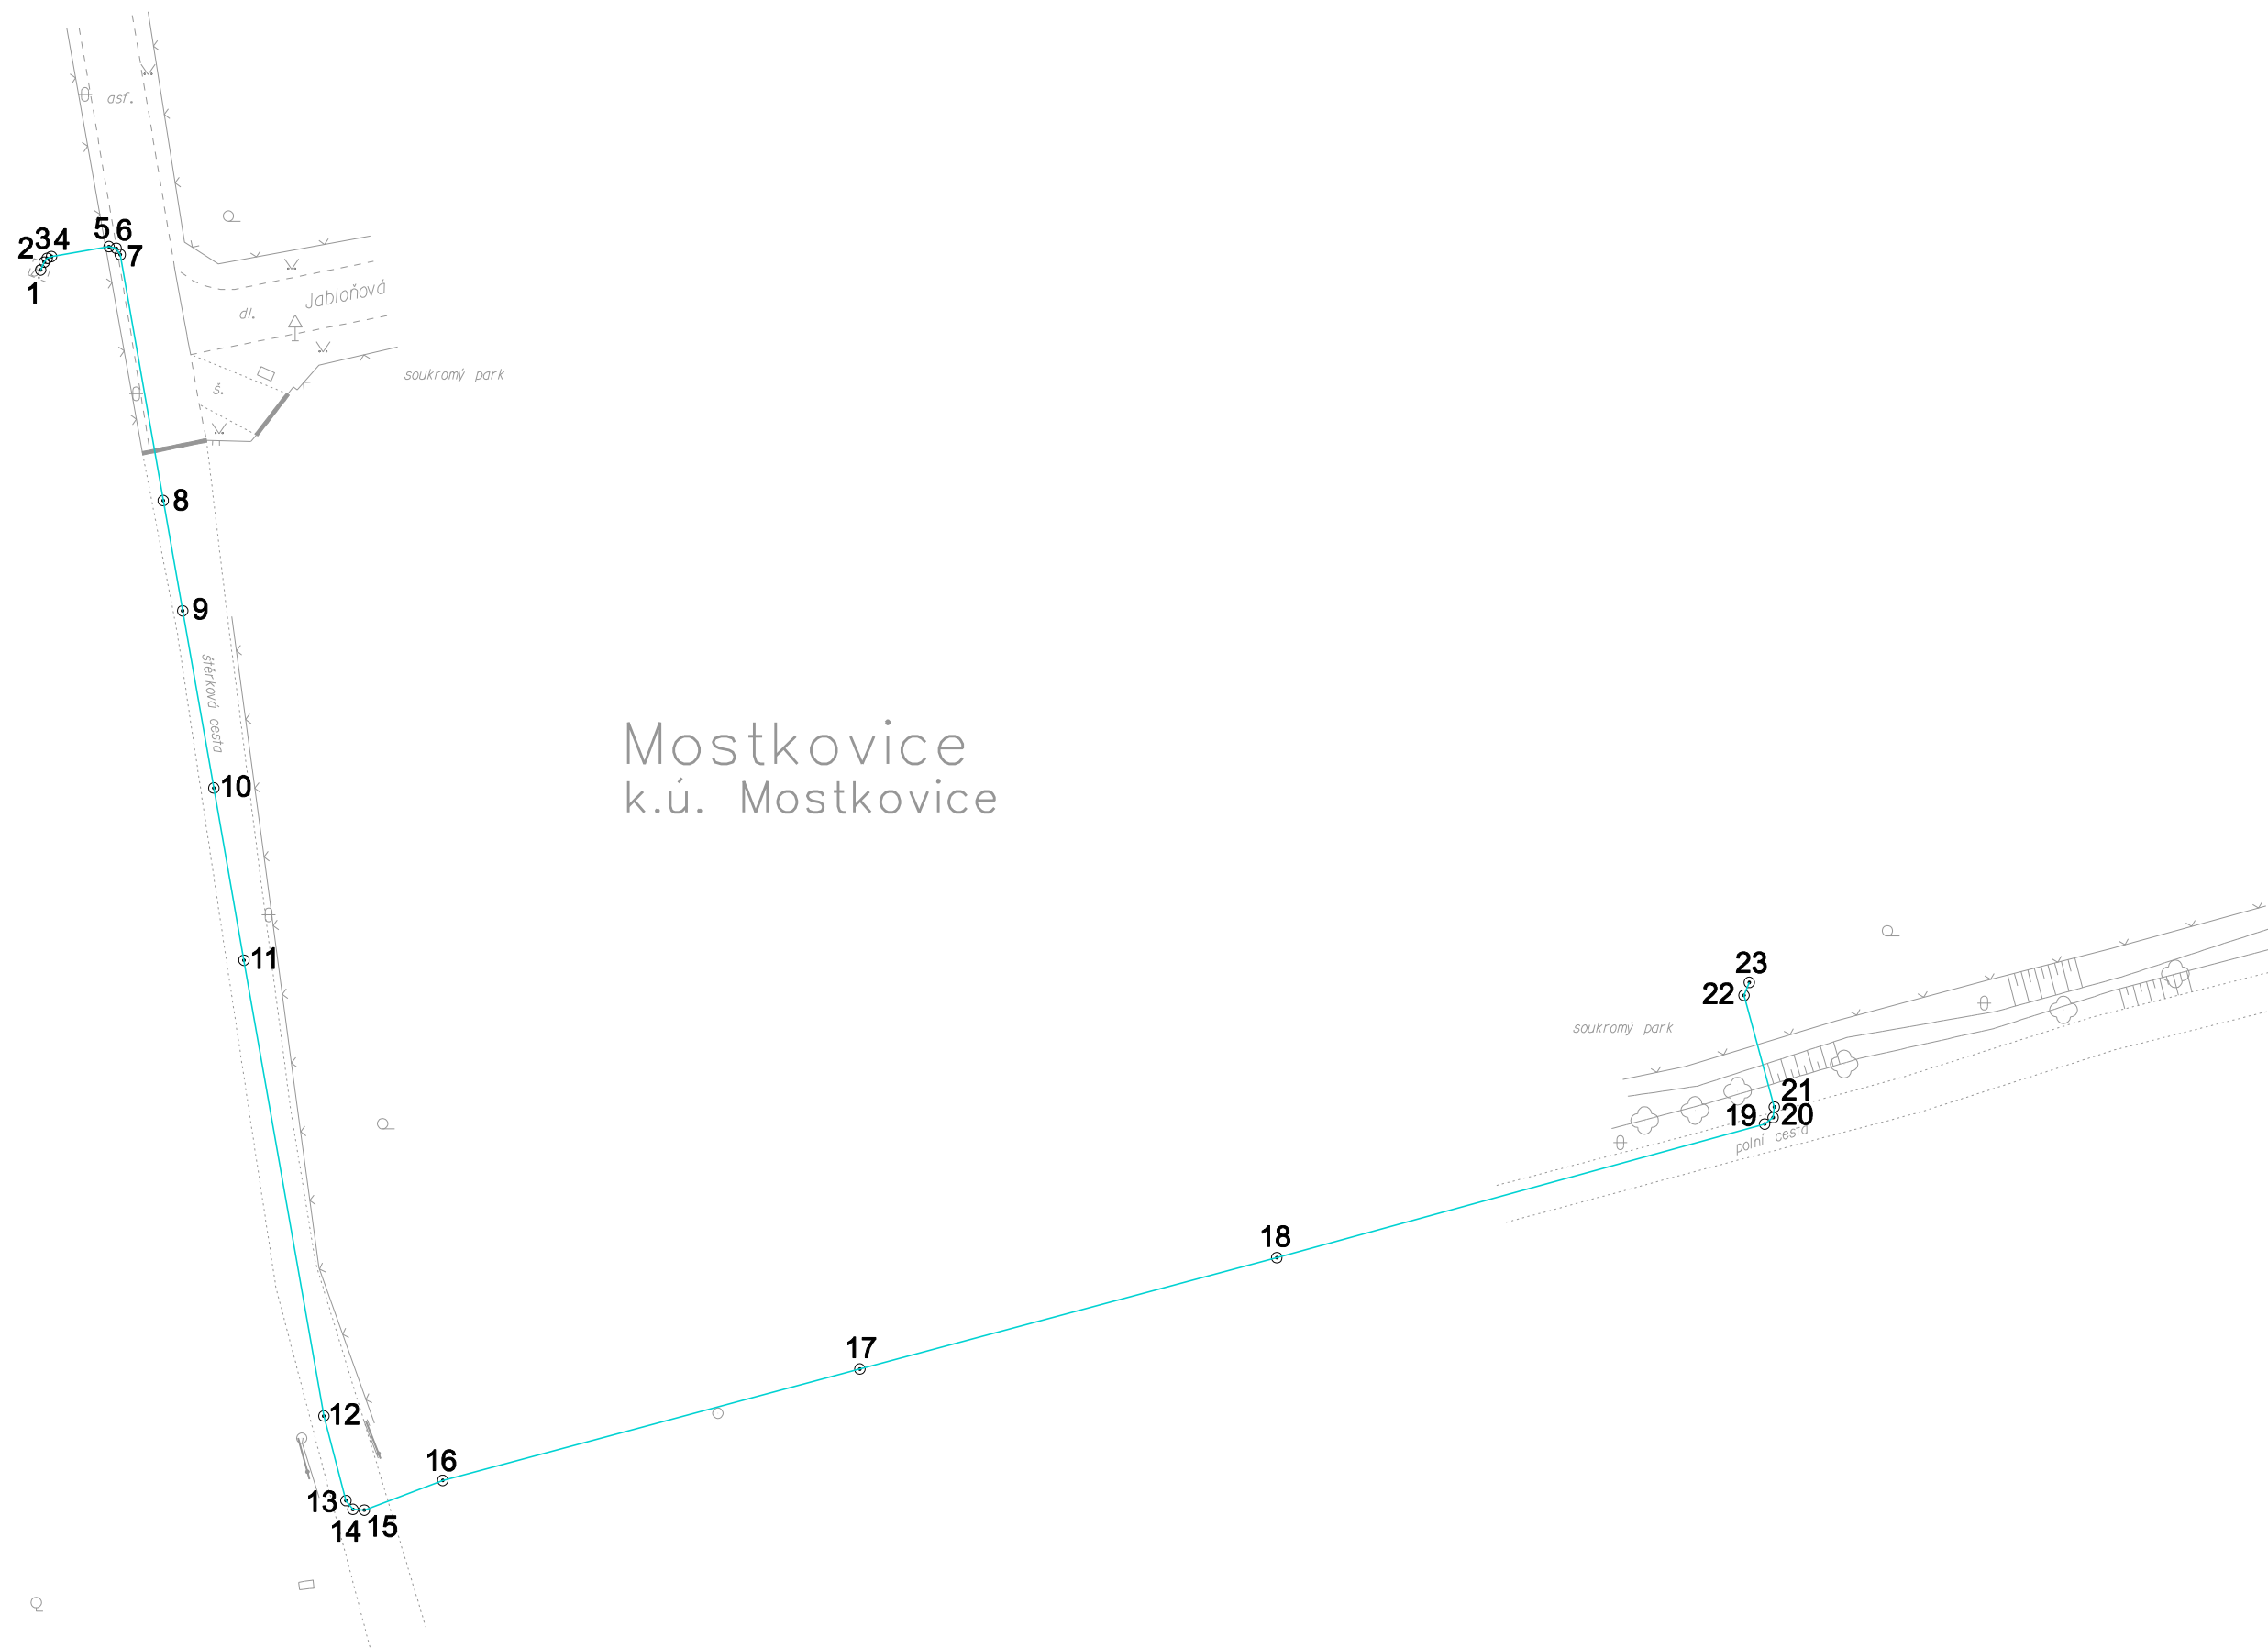 asf.
5 6
3 4
2
7
1
Jabloňová
dl.
soukromý park
š.
8
9
štěrková cesta
Mostkovice
10
k.ú. Mostkovice
11
23
22
soukromý park
21
19 20
polní cesta
18
17
12
16
13
14 15